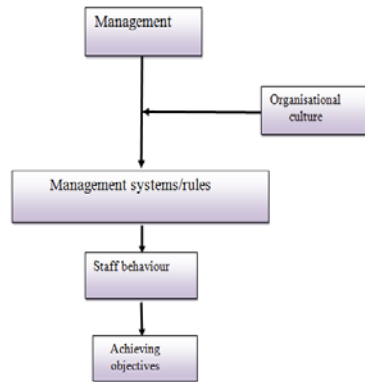 Management
Organisational
culture
Management systems/rules
Staff behaviour
Achieving
objectives